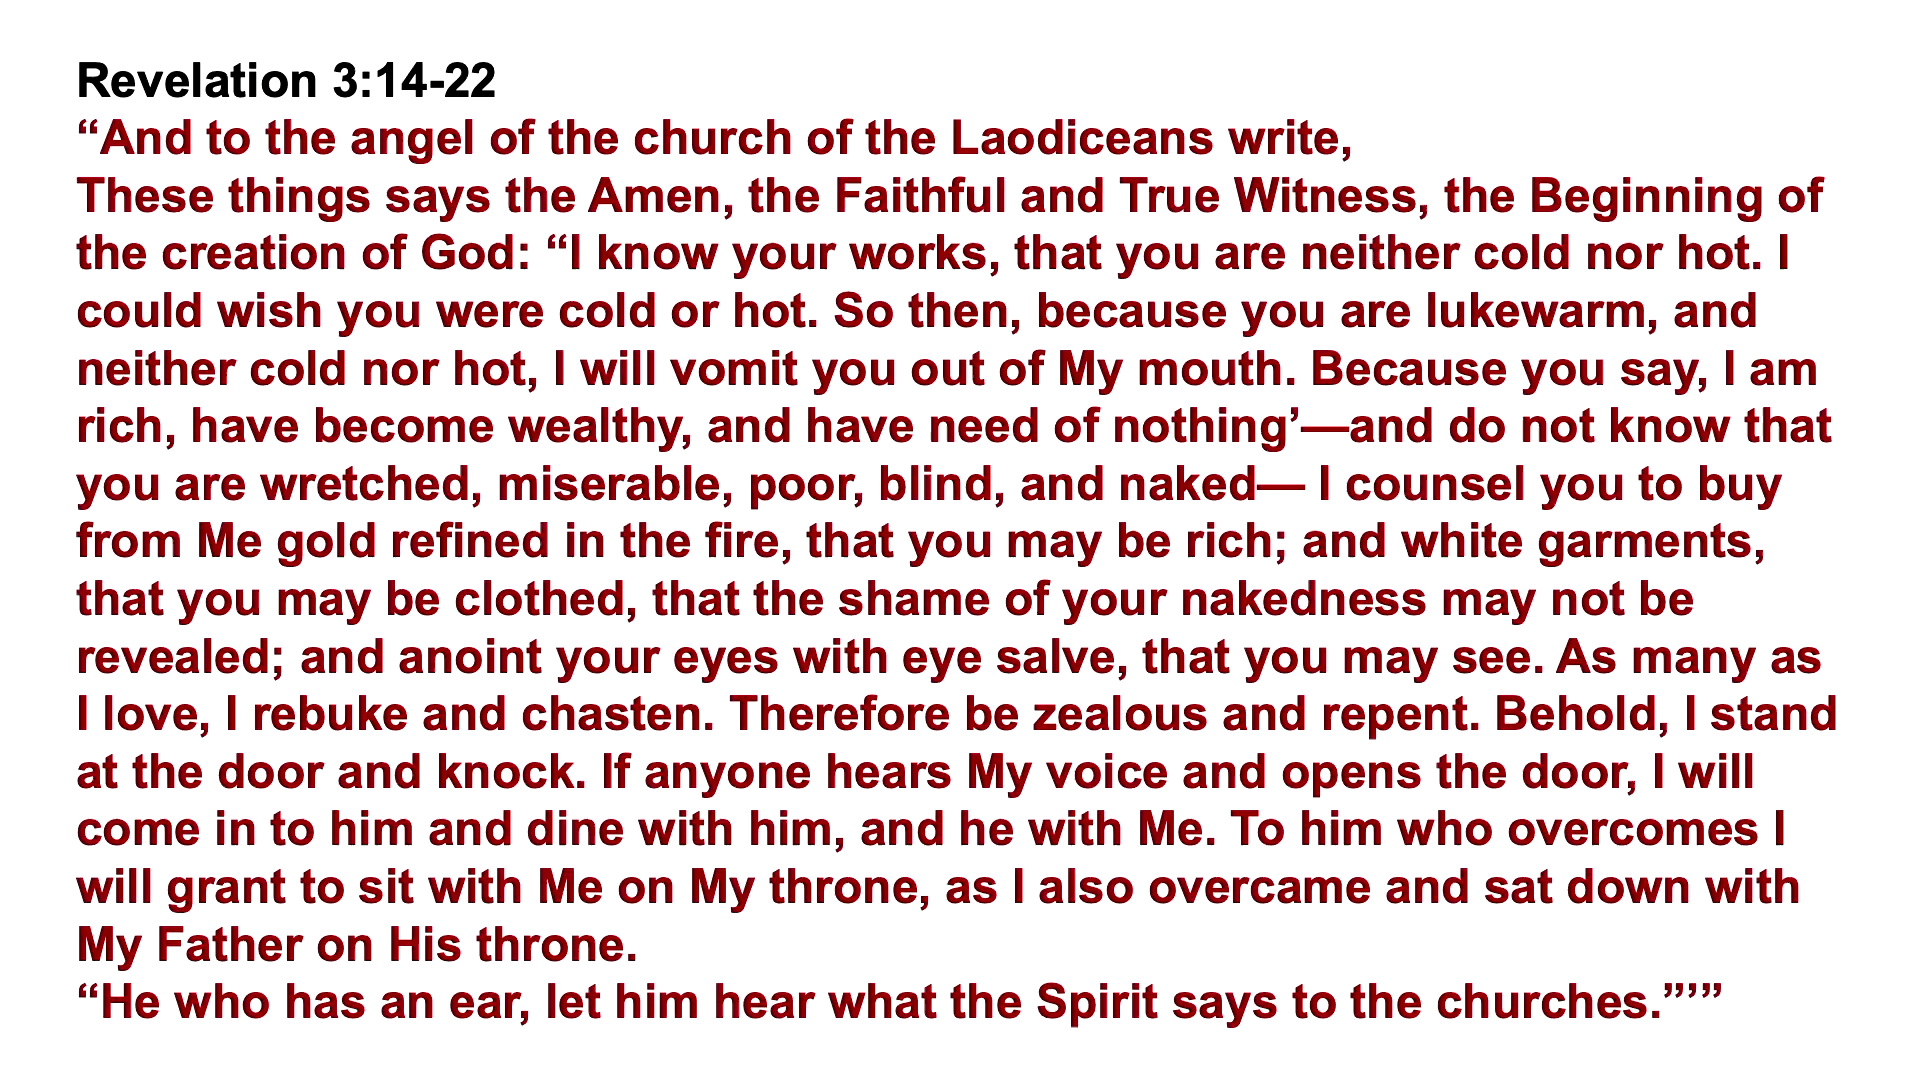 Revelation 3:14-22
“And to the angel of the church of the Laodiceans write,
These things says the Amen, the Faithful and True Witness, the Beginning of
the creation of God: “I know your works, that you are neither cold nor hot. I
could wish you were cold or hot. So then, because you are lukewarm, and
neither cold nor hot, I will vomit you out of My mouth. Because you say, I am
rich, have become wealthy, and have need of nothing’—and do not know that
you are wretched, miserable, poor, blind, and naked— I counsel you to buy
from Me gold refined in the fire, that you may be rich; and white garments,
that you may be clothed, that the shame of your nakedness may not be
revealed; and anoint your eyes with eye salve, that you may see. As many as
I love, I rebuke and chasten. Therefore be zealous and repent. Behold, I stand
at the door and knock. If anyone hears My voice and opens the door, I will
come in to him and dine with him, and he with Me. To him who overcomes I
will grant to sit with Me on My throne, as I also overcame and sat down with
My Father on His throne.
“He who has an ear, let him hear what the Spirit says to the churches.”’”